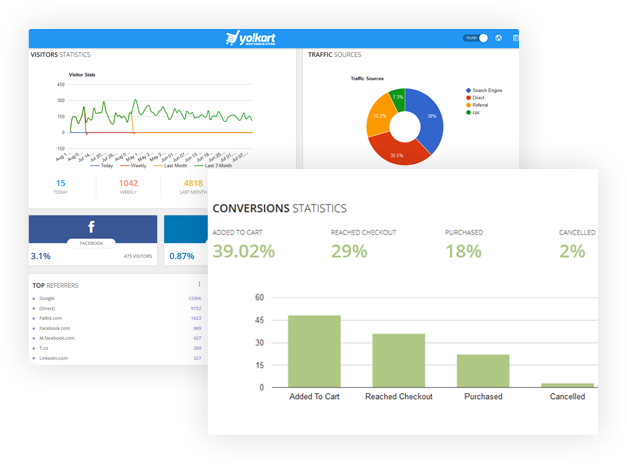 yo!kart
VISITORS STATISTICS
Visitor Stats
450
300
150
0
-150
Today
Weekly
Last Month
Last 3 Month
15
TODAY
1042
WEEKLY
4818
LAST MONTH
TRAFFIC SOURCES
Traffic Sources
7.7%
38%
22.2%
32.1%
Search Engine
Direct
Referral
cpc
FACEBOOK
3.1%
475 VISITORS
0.87%
TOP REFERRERS
Google
13366
(Direct)
9752
Fatbit.com
1623
Facebook.com
989
M.facebook.com
427
T.co
369
Linkedin.com
327
CONVERSIONS STATISTICS
ADDED TO CART
REACHED CHECKOUT
PURCHASED
CANCELLED
39.02%
29%
18%
2%
60
45
30
15
0
Added To Cart
Reached Checkout
Purchased
Cancelled